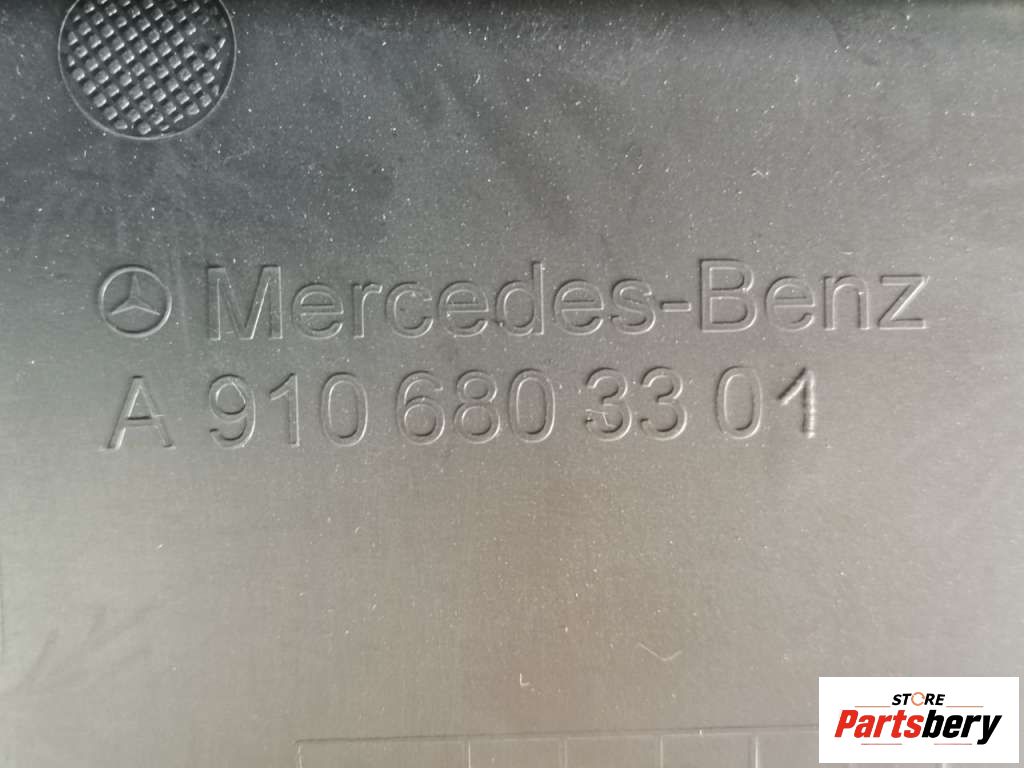 Mercedes-Benz
A 910 680 33 01
STORE
Partsbery